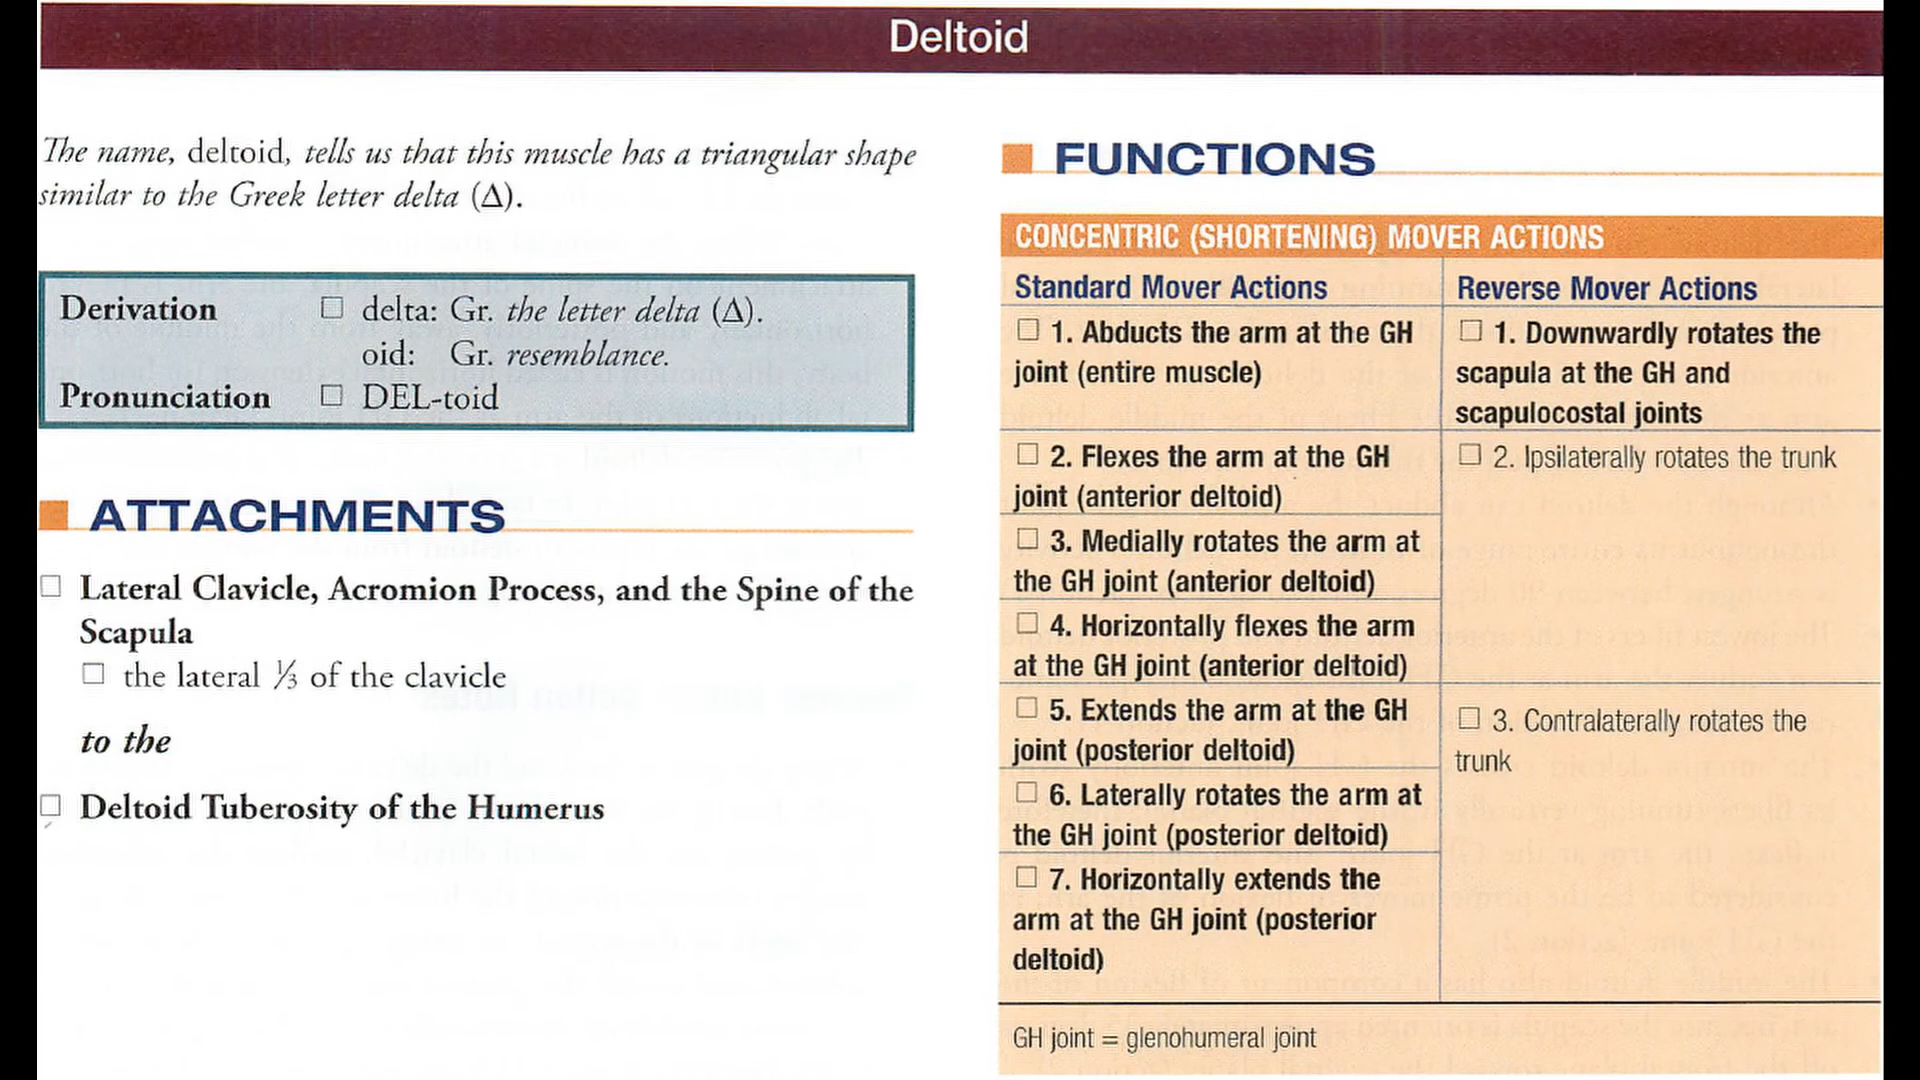 Deltoid
The name, deltoid, tells us that this muscle has a triangular shape
similar to the Greek letter delta (Δ).
Derivation ☐ delta: Gr. the letter delta (Δ).
oid: Gr. resemblance.
Pronunciation ☐ DEL-toid
ATTACHMENTS
☐ Lateral Clavicle, Acromion Process, and the Spine of the
Scapula
☐ the lateral ⅓ of the clavicle
to the
☐ Deltoid Tuberosity of the Humerus
FUNCTIONS
CONCENTRIC (SHORTENING) MOVER ACTIONS
Standard Mover Actions
☐ 1. Abducts the arm at the GH
joint (entire muscle)
☐ 2. Flexes the arm at the GH
joint (anterior deltoid)
☐ 3. Medially rotates the arm at
the GH joint (anterior deltoid)
☐ 4. Horizontally flexes the arm
at the GH joint (anterior deltoid)
☐ 5. Extends the arm at the GH
joint (posterior deltoid)
☐ 6. Laterally rotates the arm at
the GH joint (posterior deltoid)
☐ 7. Horizontally extends the
arm at the GH joint (posterior
deltoid)
Reverse Mover Actions
☐ 1. Downwardly rotates the
scapula at the GH and
scapulocostal joints
☐ 2. Ipsilaterally rotates the trunk
☐ 3. Contralaterally rotates the
trunk
GH joint = glenohumeral joint